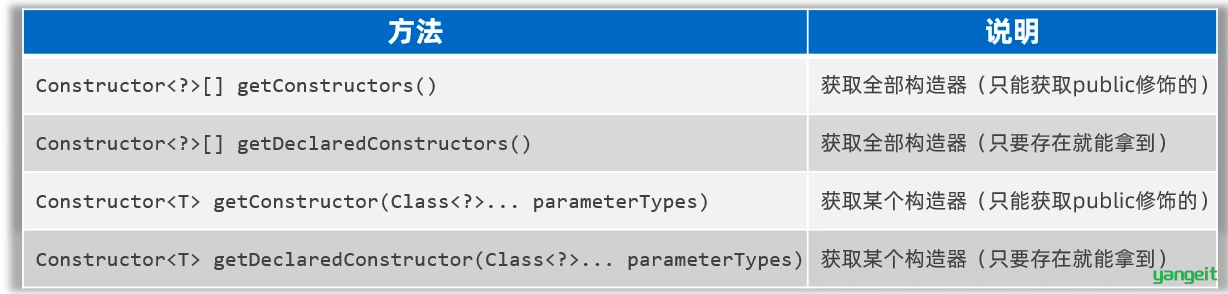 方法 说明
Constructor<?>[] getConstructors() 获取全部构造器（只能获取public修饰的）
Constructor<?>[] getDeclaredConstructors() 获取全部构造器（只要存在就能拿到）
Constructor<T> getConstructor(Class<?>... parameterTypes) 获取某个构造器（只能获取public修饰的）
Constructor<T> getDeclaredConstructor(Class<?>... parameterTypes) 获取某个构造器（只要存在就能拿到）
yangeit